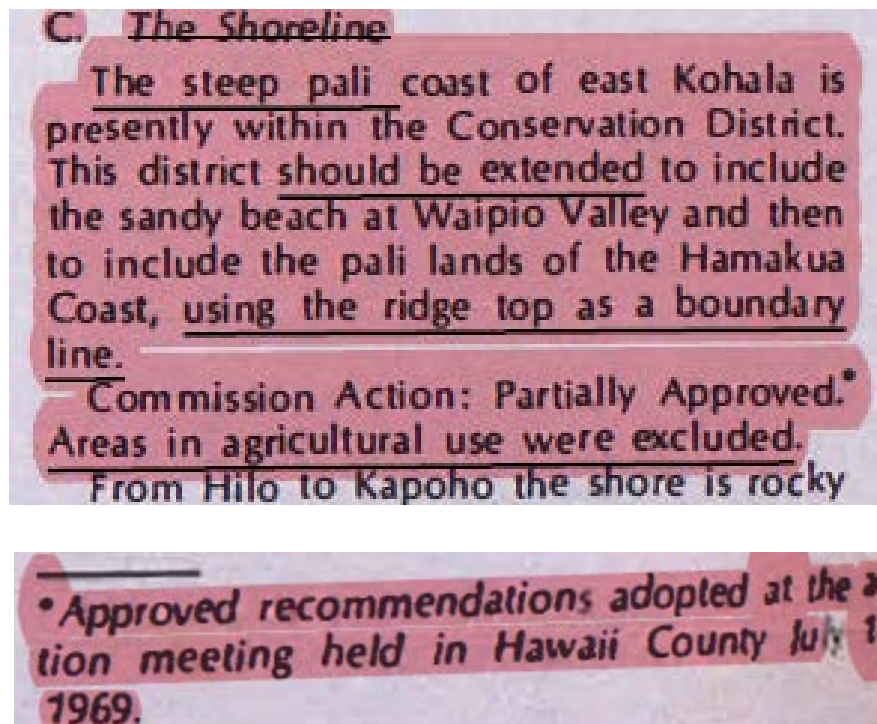 C. The Shoreline
The steep pali coast of east Kohala is
presently within the Conservation District.
This district should be extended to include
the sandy beach at Waipio Valley and then
to include the pali lands of the Hamakua
Coast, using the ridge top as a boundary
line.
Commission Action: Partially Approved.*
Areas in agricultural use were excluded.
From Hilo to Kapoho the shore is rocky
*Approved recommendations adopted at the
tion meeting held in Hawaii County July
1969.